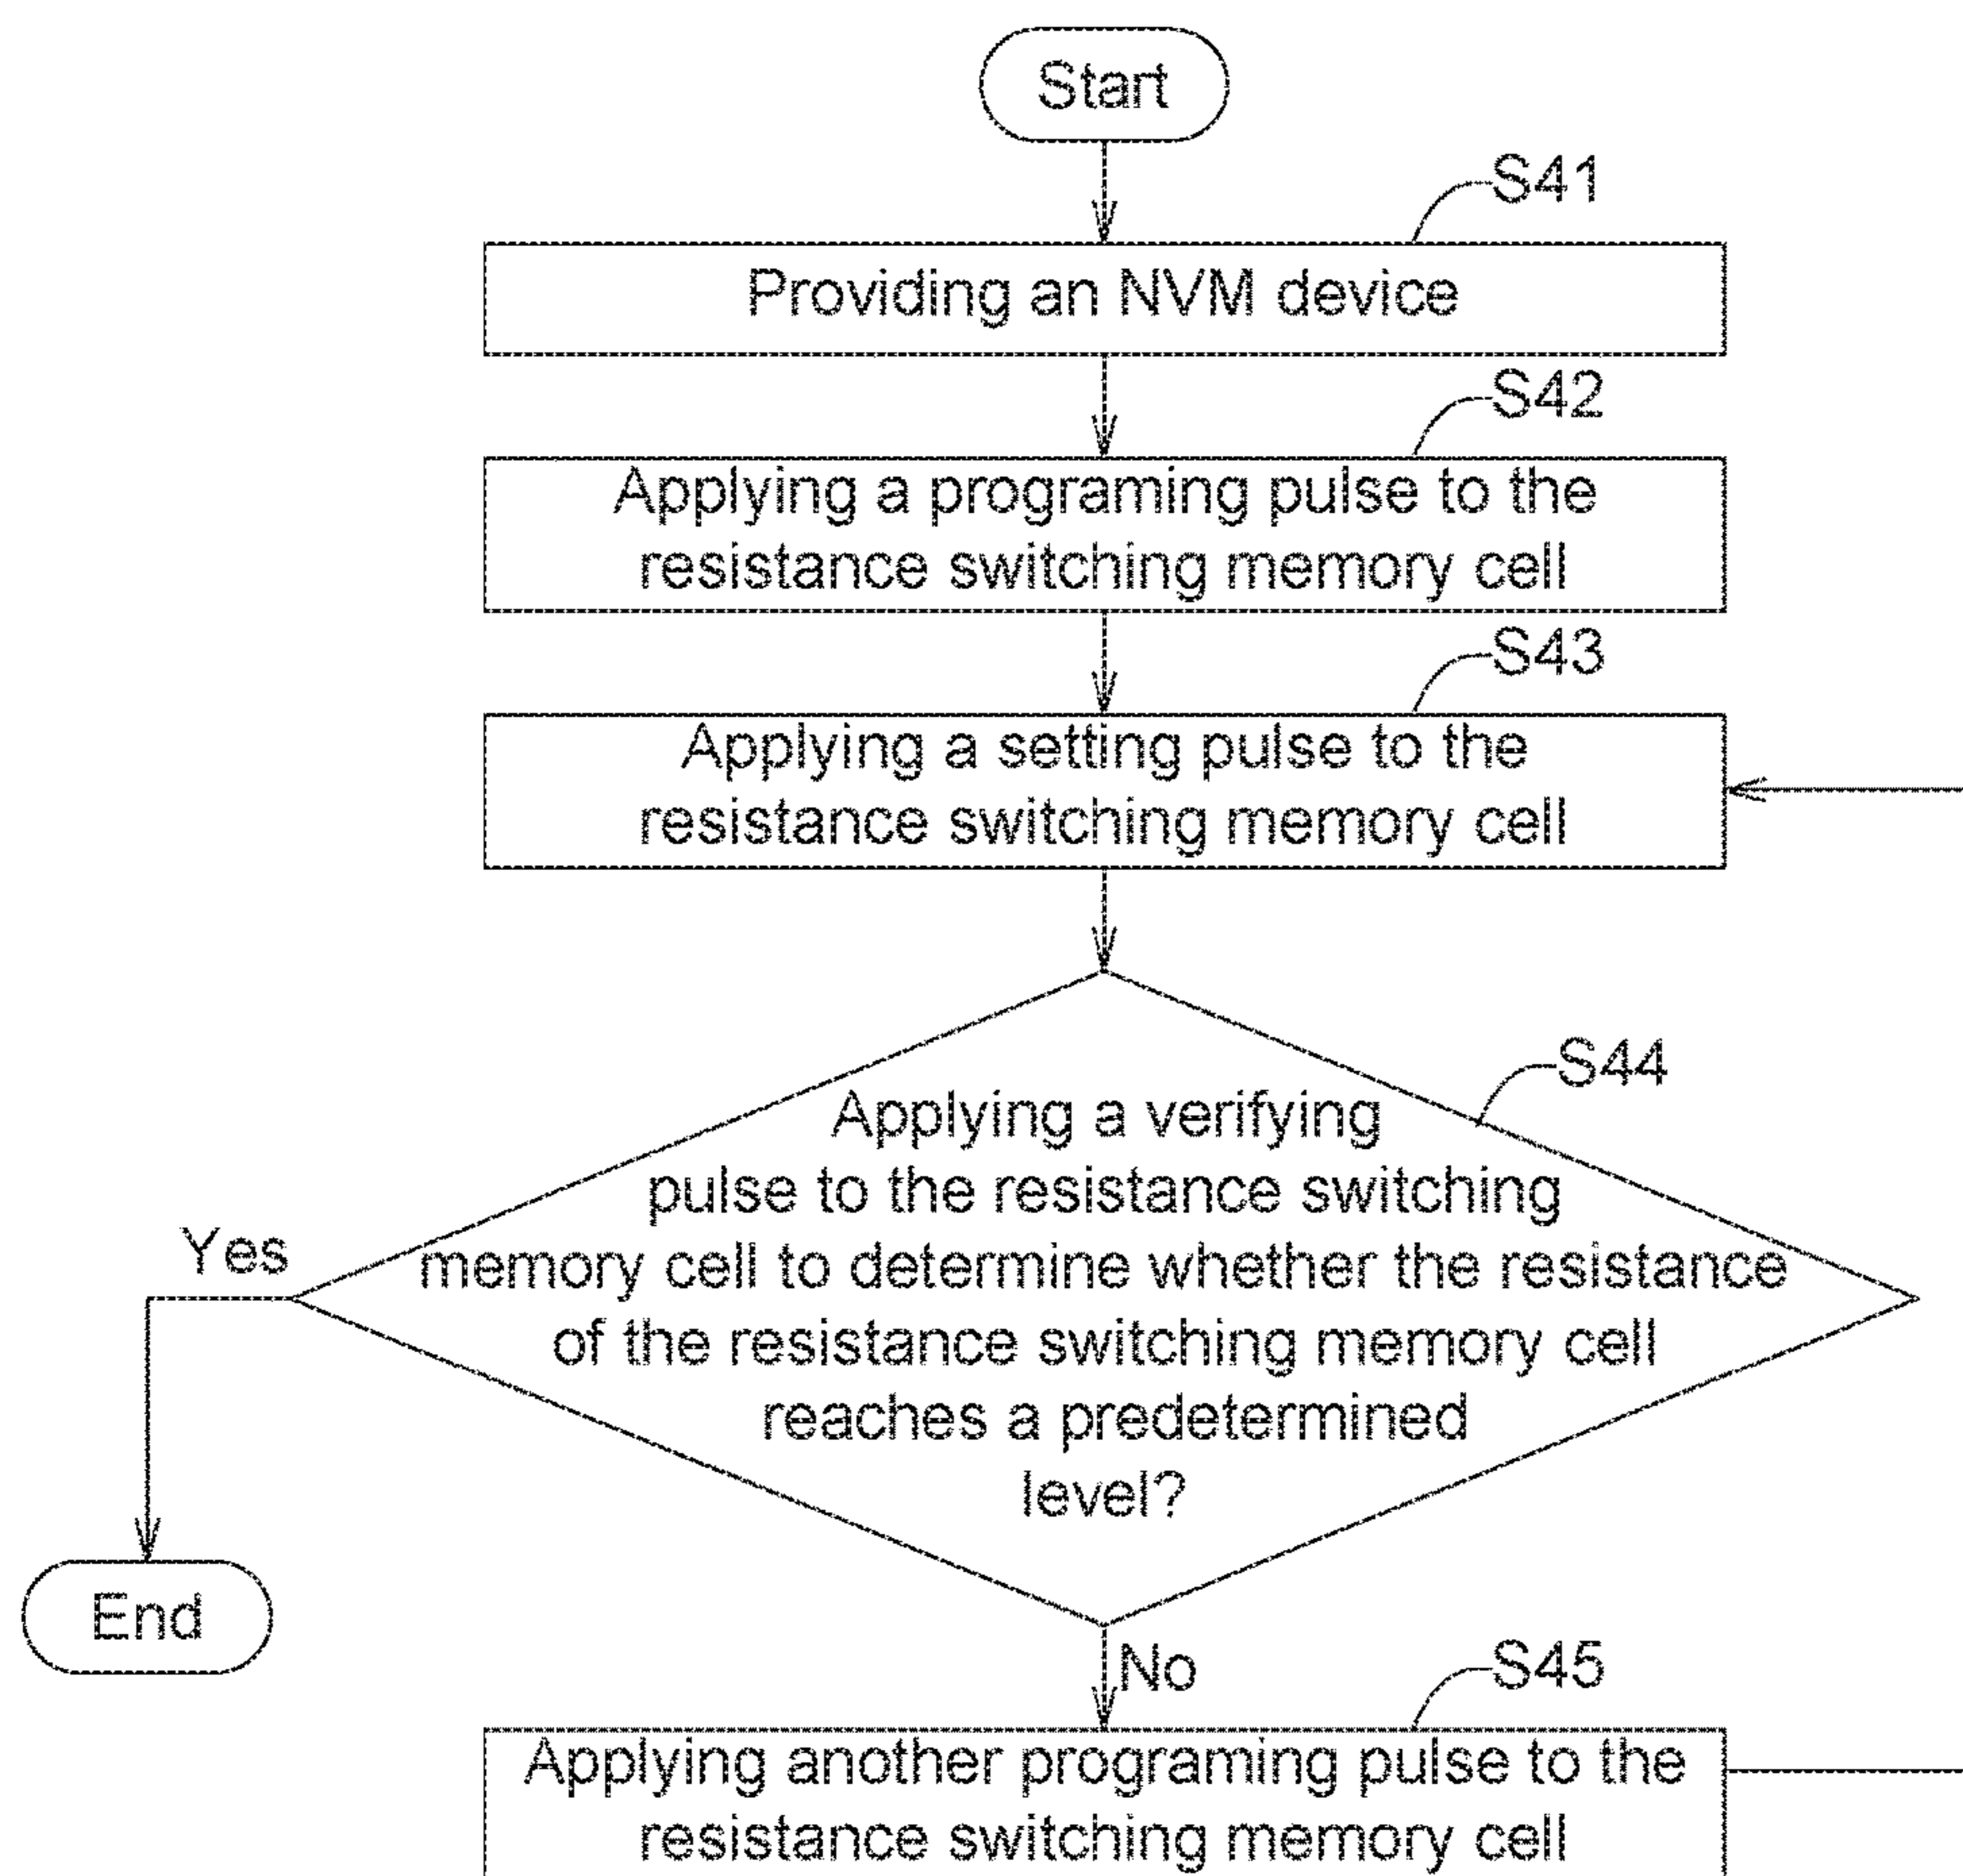 Start
S41
Providing an NVM device
S42
Applying a programing pulse to the
resistance switching memory cell
S43
Applying a setting pulse to the
resistance switching memory cell
S44
Applying a verifying
pulse to the resistance switching
memory cell to determine whether the resistance
of the resistance switching memory cell
reaches a predetermined
level?
Yes
End
No
S45
Applying another programing pulse to the
resistance switching memory cell